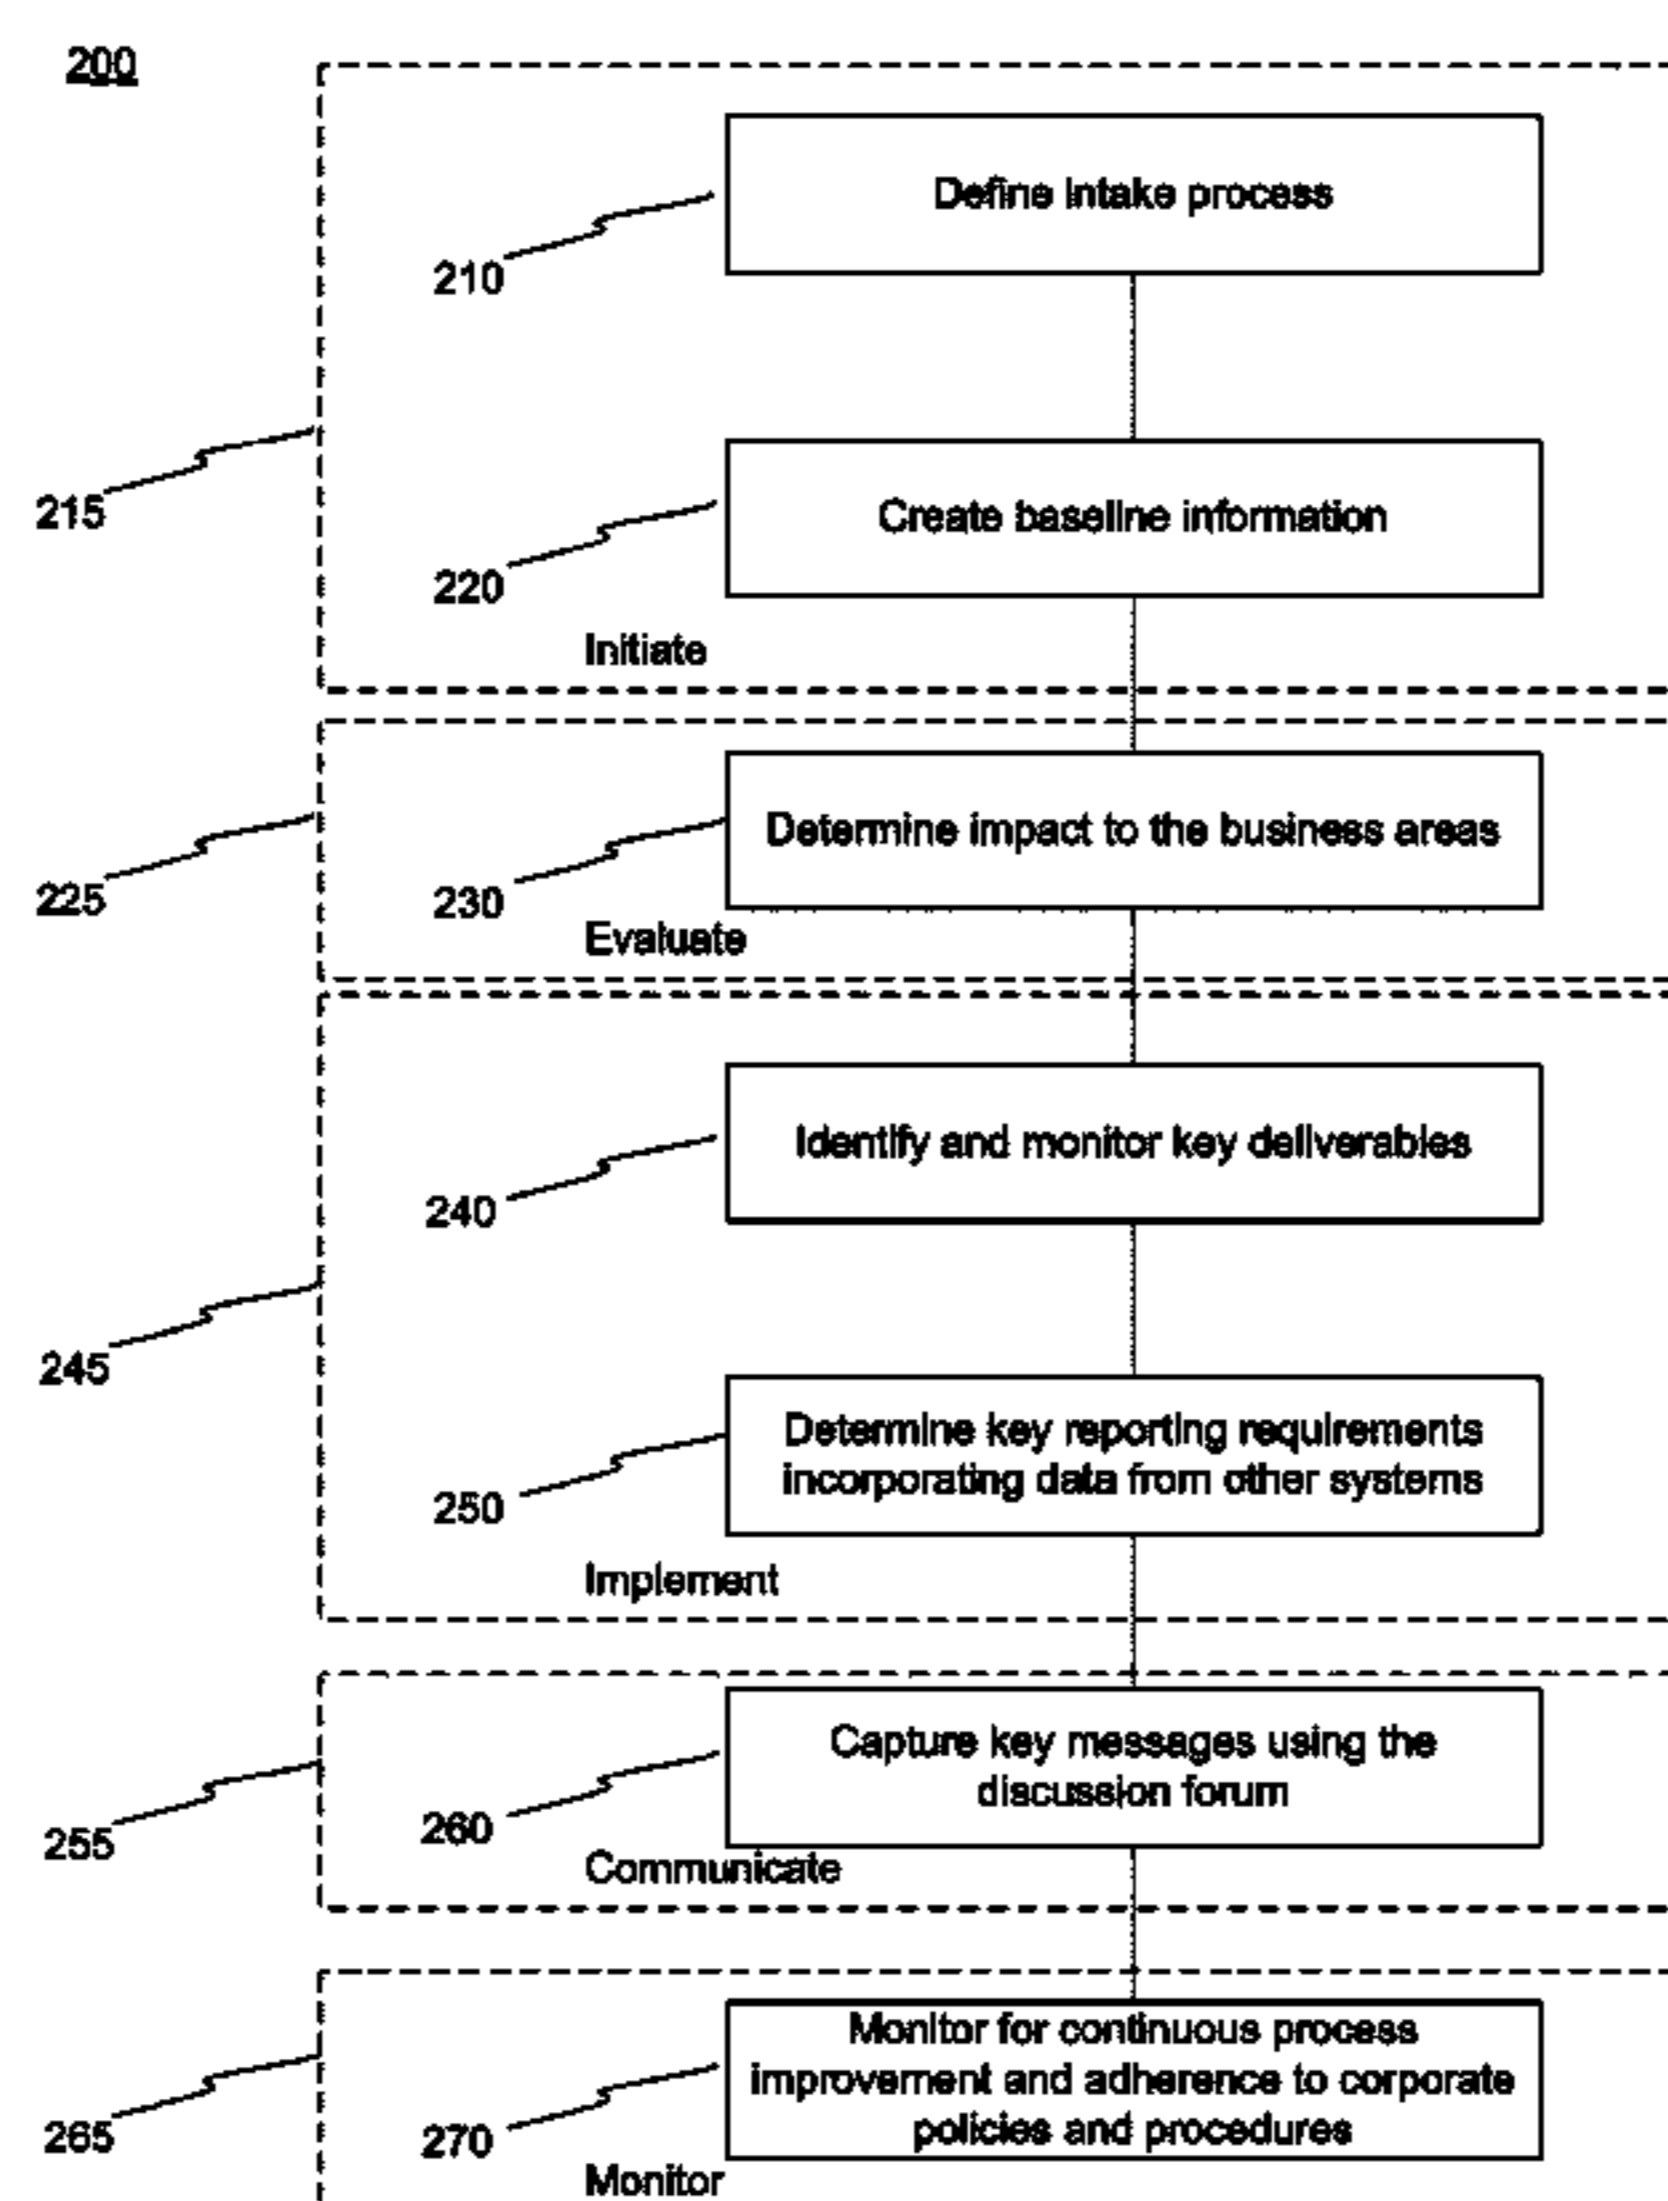 200
Define intake process
210
215
Create baseline information
220
Initiate
Determine impact to the business areas
225
230
Evaluate
Identify and monitor key deliverables
240
245
Determine key reporting requirements
incorporating data from other systems
250
Implement
Capture key messages using the
discussion forum
255
260
Communicate
Monitor for continuous process
improvement and adherence to corporate
policies and procedures
265
270
Monitor